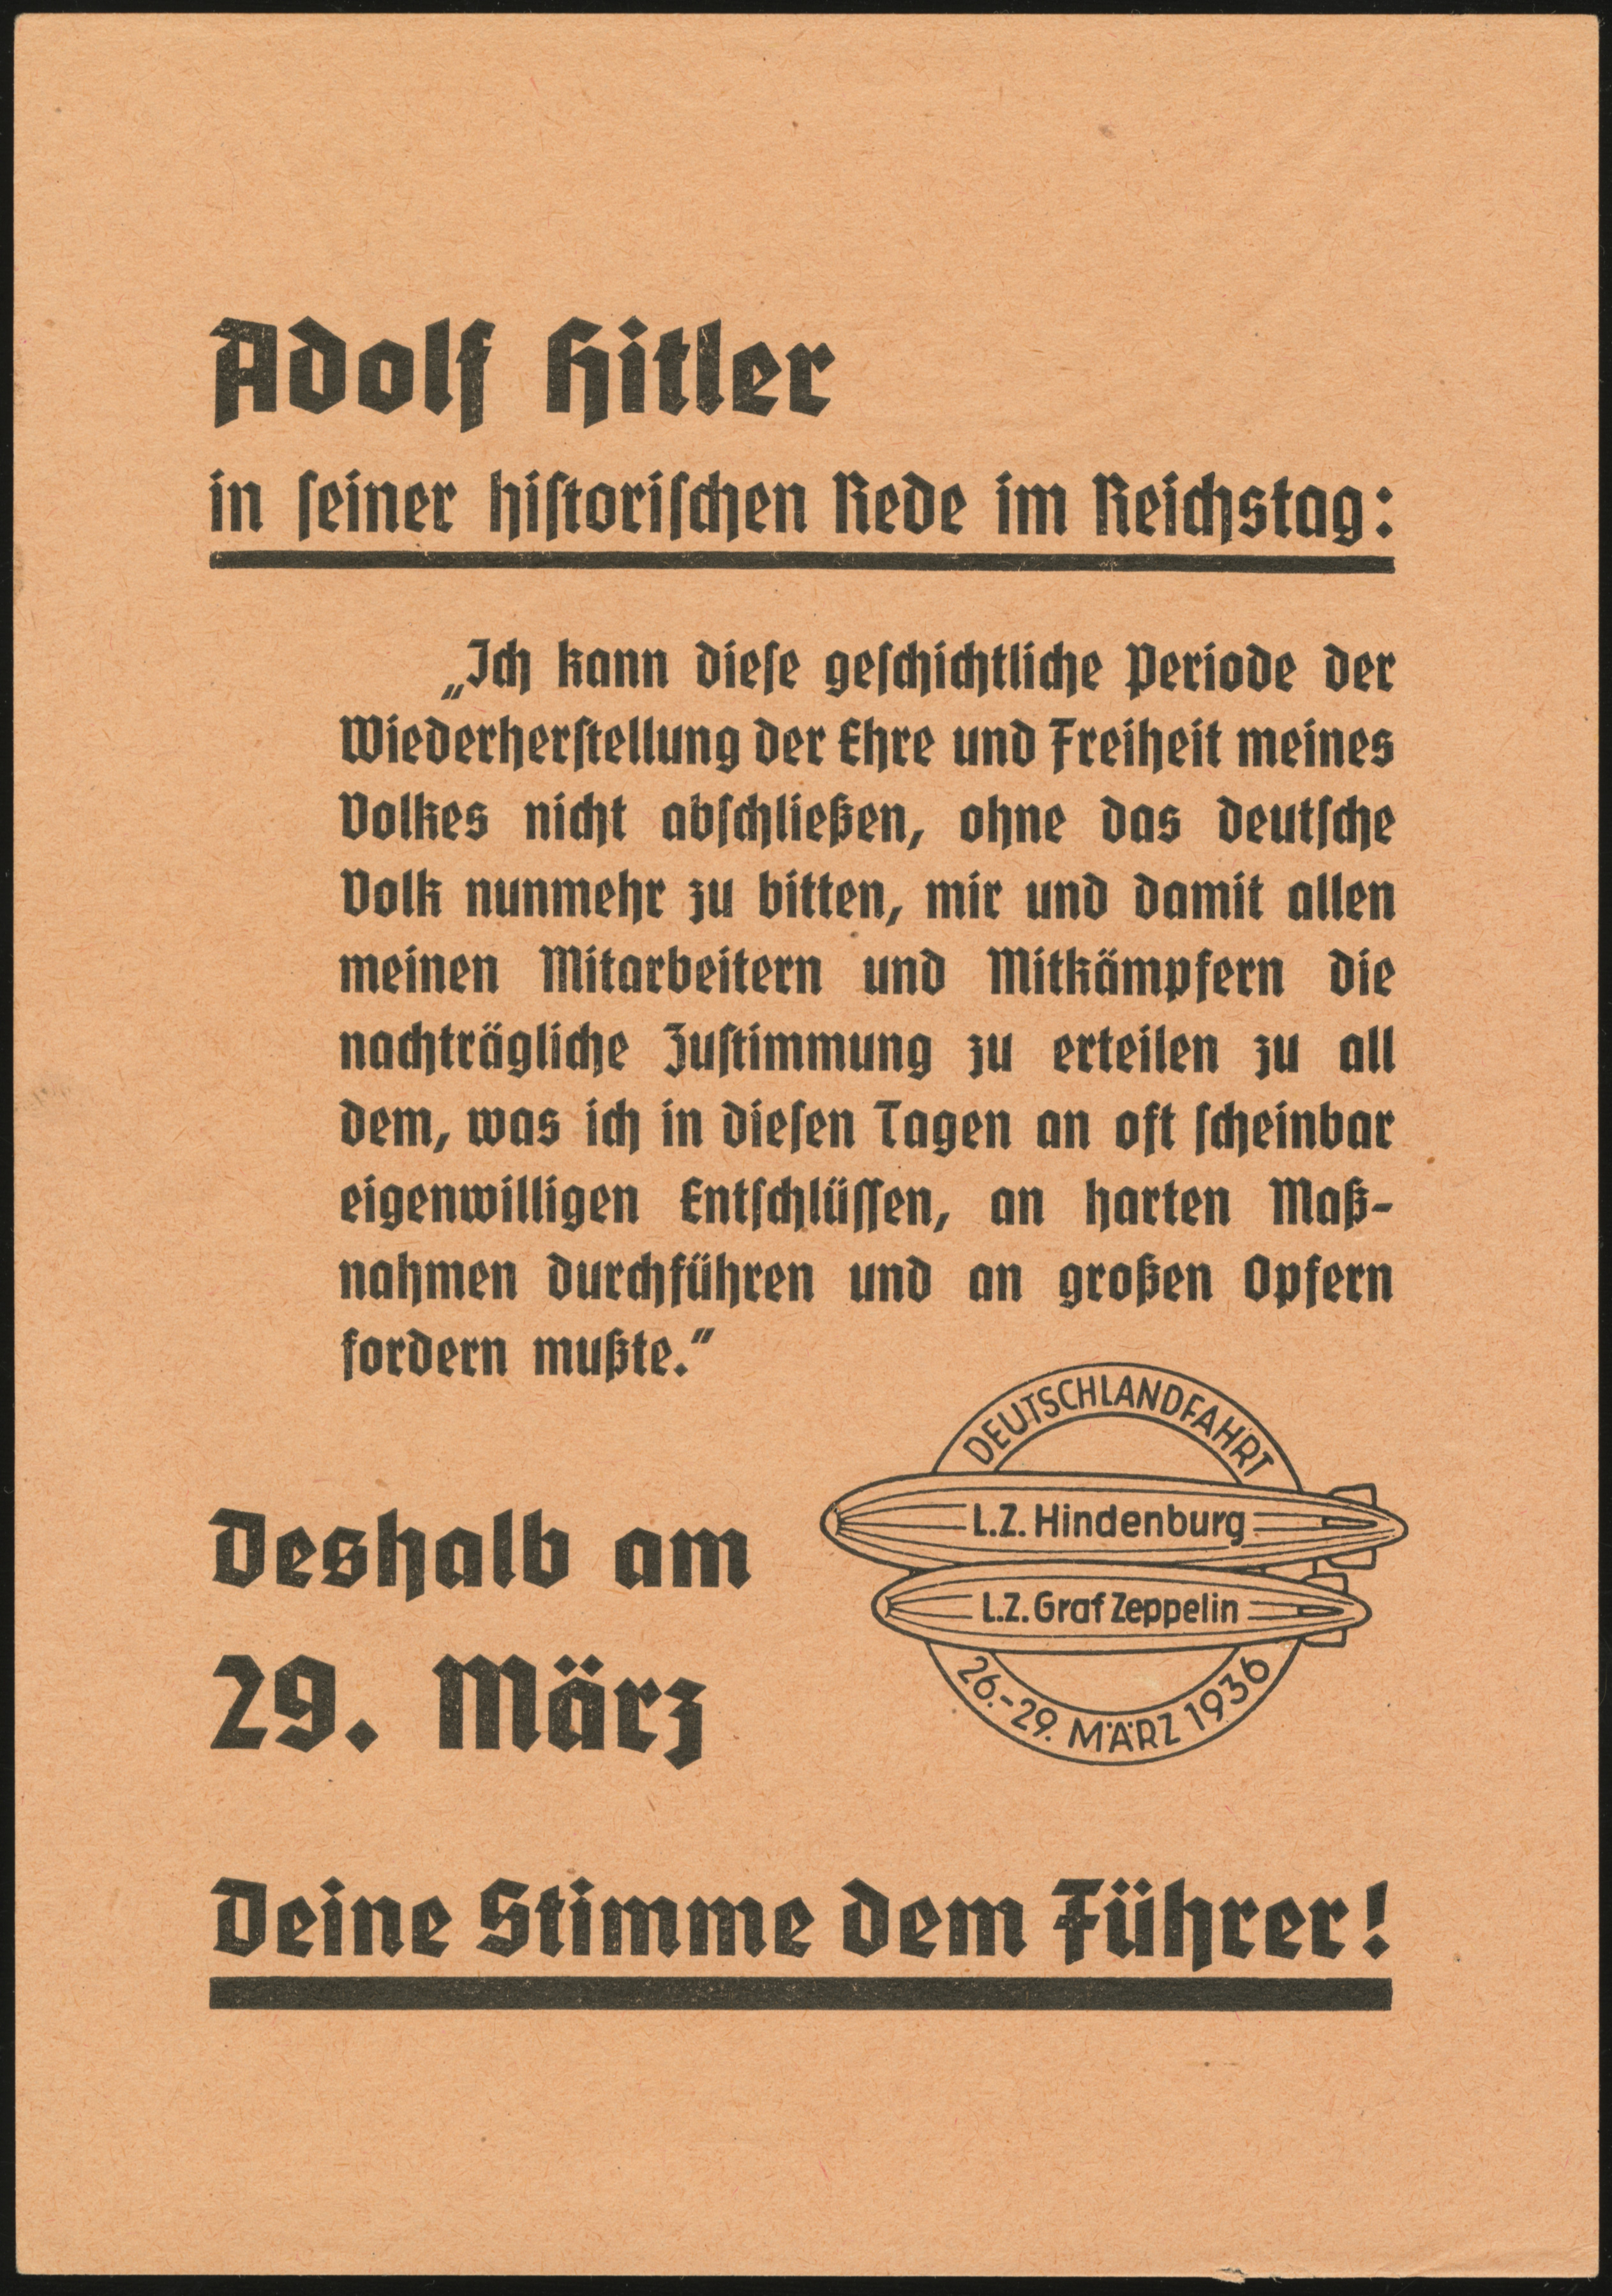 Adolf Hitler
in seiner historischen Rede im Reichstag:
„Ich kann diese geschichtliche Periode der
Wiederherstellung der Ehre und Freiheit meines
Volkes nicht abschließen, ohne das deutsche
Volk nunmehr zu bitten, mir und damit allen
meinen Mitarbeitern und Mitkämpfern die
nachträgliche Zustimmung zu erteilen zu all
dem, was ich in diesen Tagen an oft scheinbar
eigenwilligen Entschlüssen, an harten Maß-
nahmen durchführen und an großen Opfern
fordern mußte.“
DEUTSCHLANDFAHRT
L.Z. Hindenburg
L.Z. Graf Zeppelin
26.-29. MÄRZ 1936
Deshalb am
29. März
Deine Stimme dem Führer!